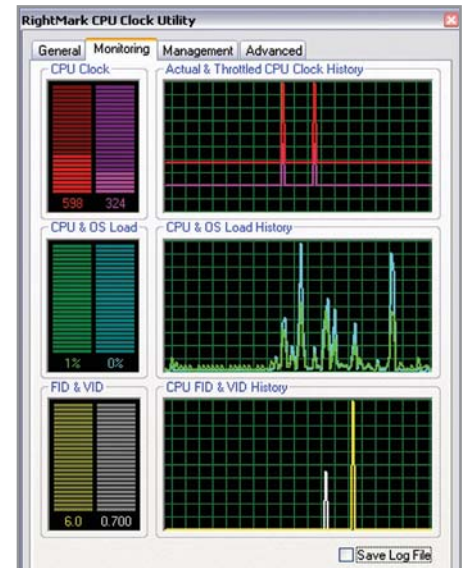 RightMark CPU Clock Utility
General Monitoring Management Advanced
CPU Clock Actual & Throttled CPU Clock History
598 324
CPU & OS Load CPU & OS Load History
1% 0%
FID & VID CPU FID & VID History
6.0 0.700
Save Log File